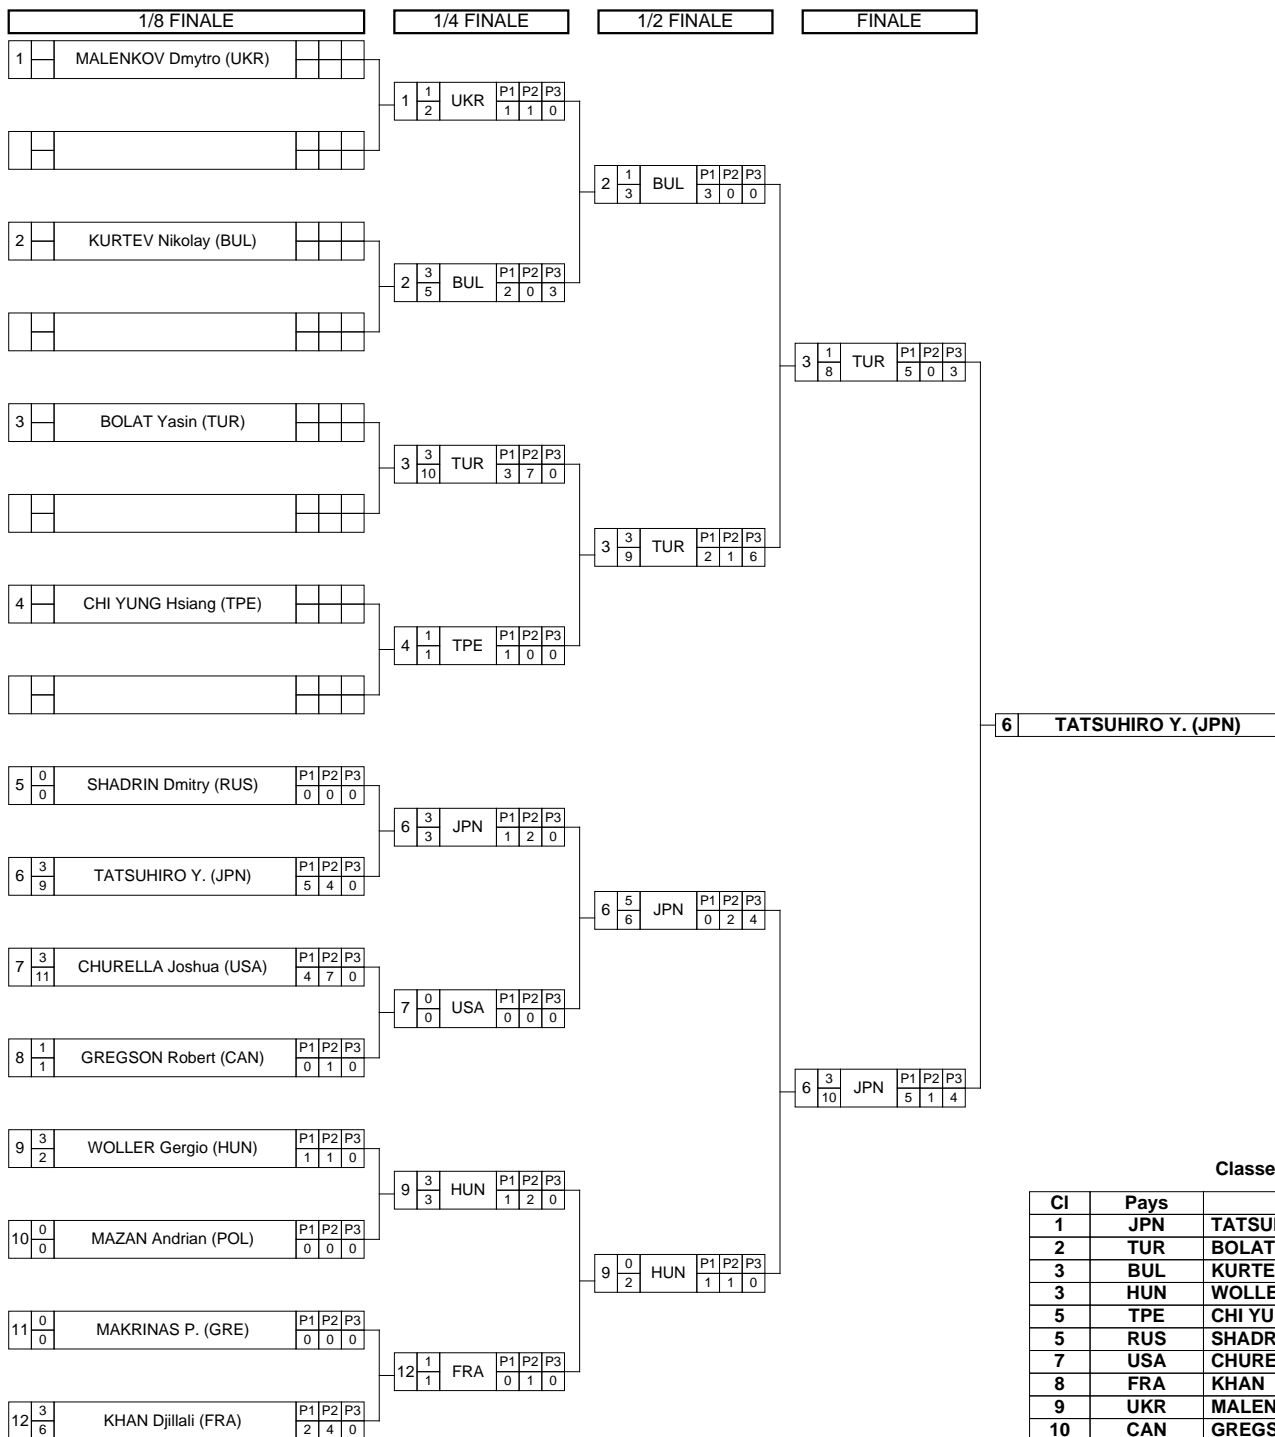 1/8 FINALE 1/4 FINALE 1/2 FINALE FINALE
1 MALENKOV Dmytro (UKR)
1 1 2 UKR P1 P2 P3 1 1 0
2 1 3 BUL P1 P2 P3 3 0 0
2 KURTEV Nikolay (BUL)
2 3 5 BUL P1 P2 P3 2 0 3
3 1 8 TUR P1 P2 P3 5 0 3
3 BOLAT Yasin (TUR)
3 3 10 TUR P1 P2 P3 3 7 0
3 3 9 TUR P1 P2 P3 2 1 6
4 CHI YUNG Hsiang (TPE)
4 1 1 TPE P1 P2 P3 1 0 0
6 TATSUHIRO Y. (JPN)
5 0 0 SHADRIN Dmitry (RUS) P1 P2 P3 0 0 0
6 3 3 JPN P1 P2 P3 1 2 0
6 3 9 TATSUHIRO Y. (JPN) P1 P2 P3 5 4 0
6 5 6 JPN P1 P2 P3 0 2 4
7 3 11 CHURELLA Joshua (USA) P1 P2 P3 4 7 0
7 0 0 USA P1 P2 P3 0 0 0
8 1 1 GREGSON Robert (CAN) P1 P2 P3 0 1 0
6 3 10 JPN P1 P2 P3 5 1 4
9 3 2 WOLLER Gergio (HUN) P1 P2 P3 1 1 0
9 3 3 HUN P1 P2 P3 1 2 0
10 0 0 MAZAN Andrian (POL) P1 P2 P3 0 0 0
9 0 2 HUN P1 P2 P3 1 1 0
11 0 0 MAKRINAS P. (GRE) P1 P2 P3 0 0 0
12 1 1 FRA P1 P2 P3 0 1 0
12 3 6 KHAN Djillali (FRA) P1 P2 P3 2 4 0
Classe
Cl Pays
1 JPN TATSU
2 TUR BOLAT
3 BUL KURTE
3 HUN WOLLE
5 TPE CHI YU
5 RUS SHADR
7 USA CHURE
8 FRA KHAN
9 UKR MALEN
10 CAN GREGS